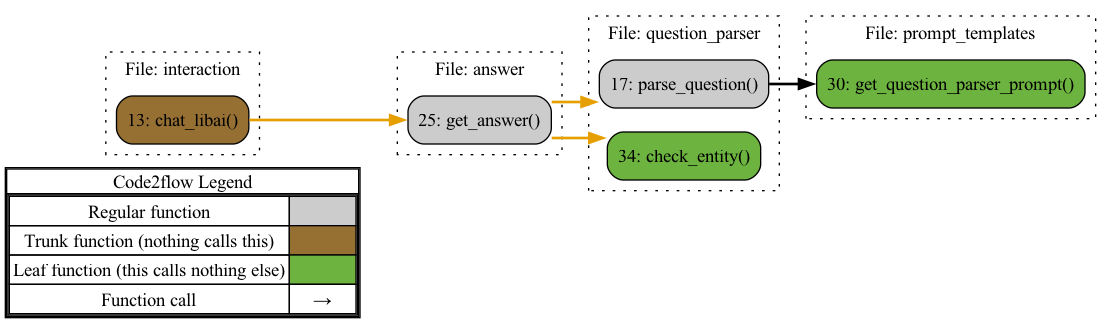 File: interaction
13: chat_libai()
File: answer
25: get_answer()
File: question_parser
17: parse_question()
34: check_entity()
File: prompt_templates
30: get_question_parser_prompt()
Code2flow Legend
Regular function
Trunk function (nothing calls this)
Leaf function (this calls nothing else)
Function call →